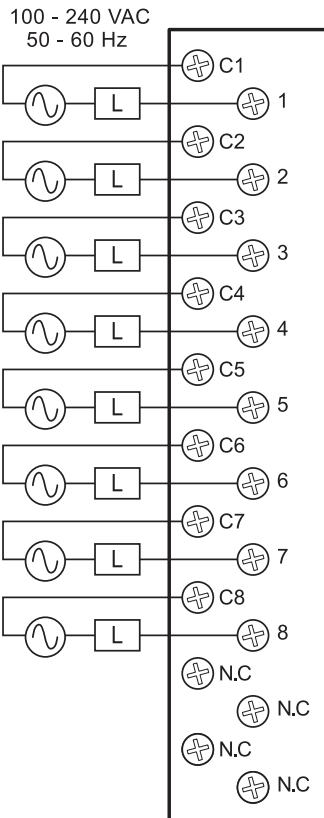 100 - 240 VAC
50 - 60 Hz
C1
L 1
C2
L 2
C3
L 3
C4
L 4
C5
L 5
C6
L 6
C7
L 7
C8
L 8
N.C
N.C
N.C
N.C